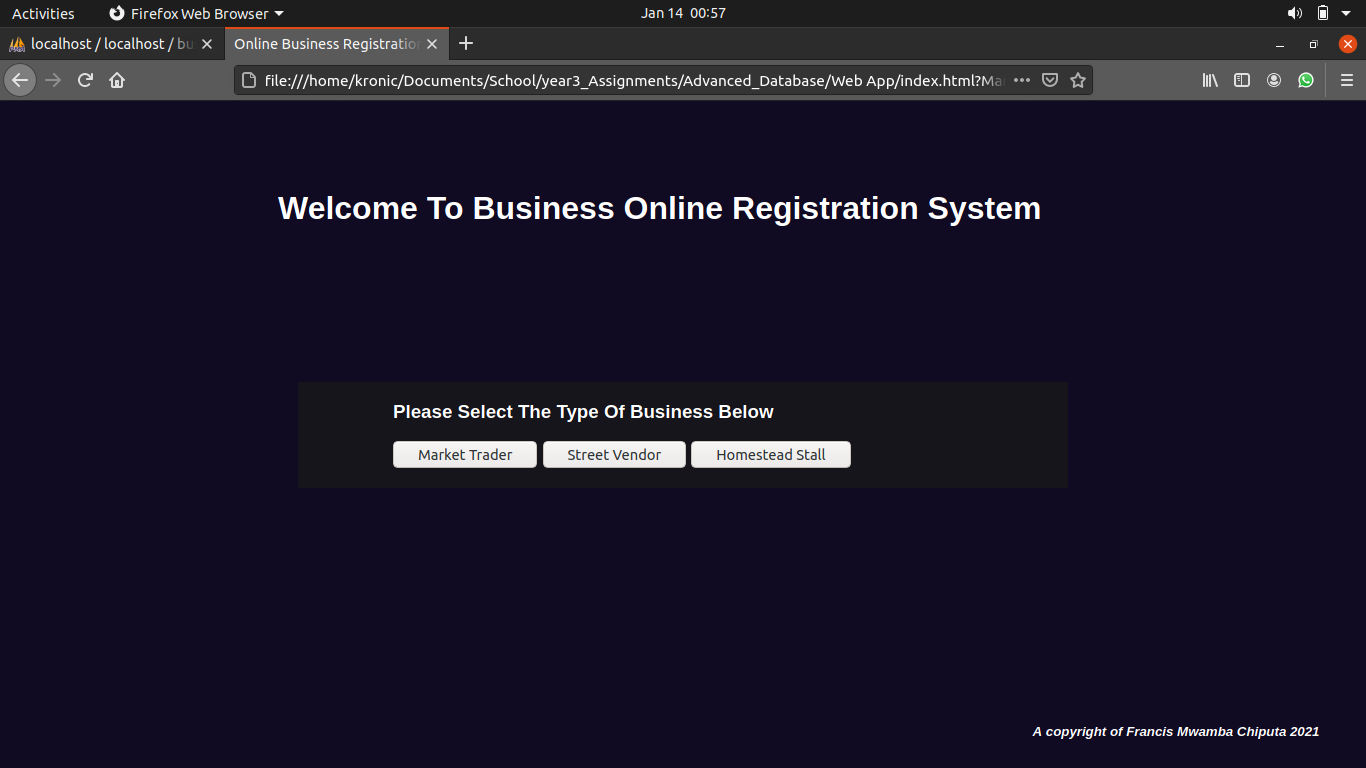 Activities Firefox Web Browser Jan 14 00:57
localhost / localhost / bu Online Business Registration
file:///home/kronic/Documents/School/year3_Assignments/Advanced_Database/Web App/index.html?Ma
Welcome To Business Online Registration System
Please Select The Type Of Business Below
Market Trader Street Vendor Homestead Stall
A copyright of Francis Mwamba Chiputa 2021